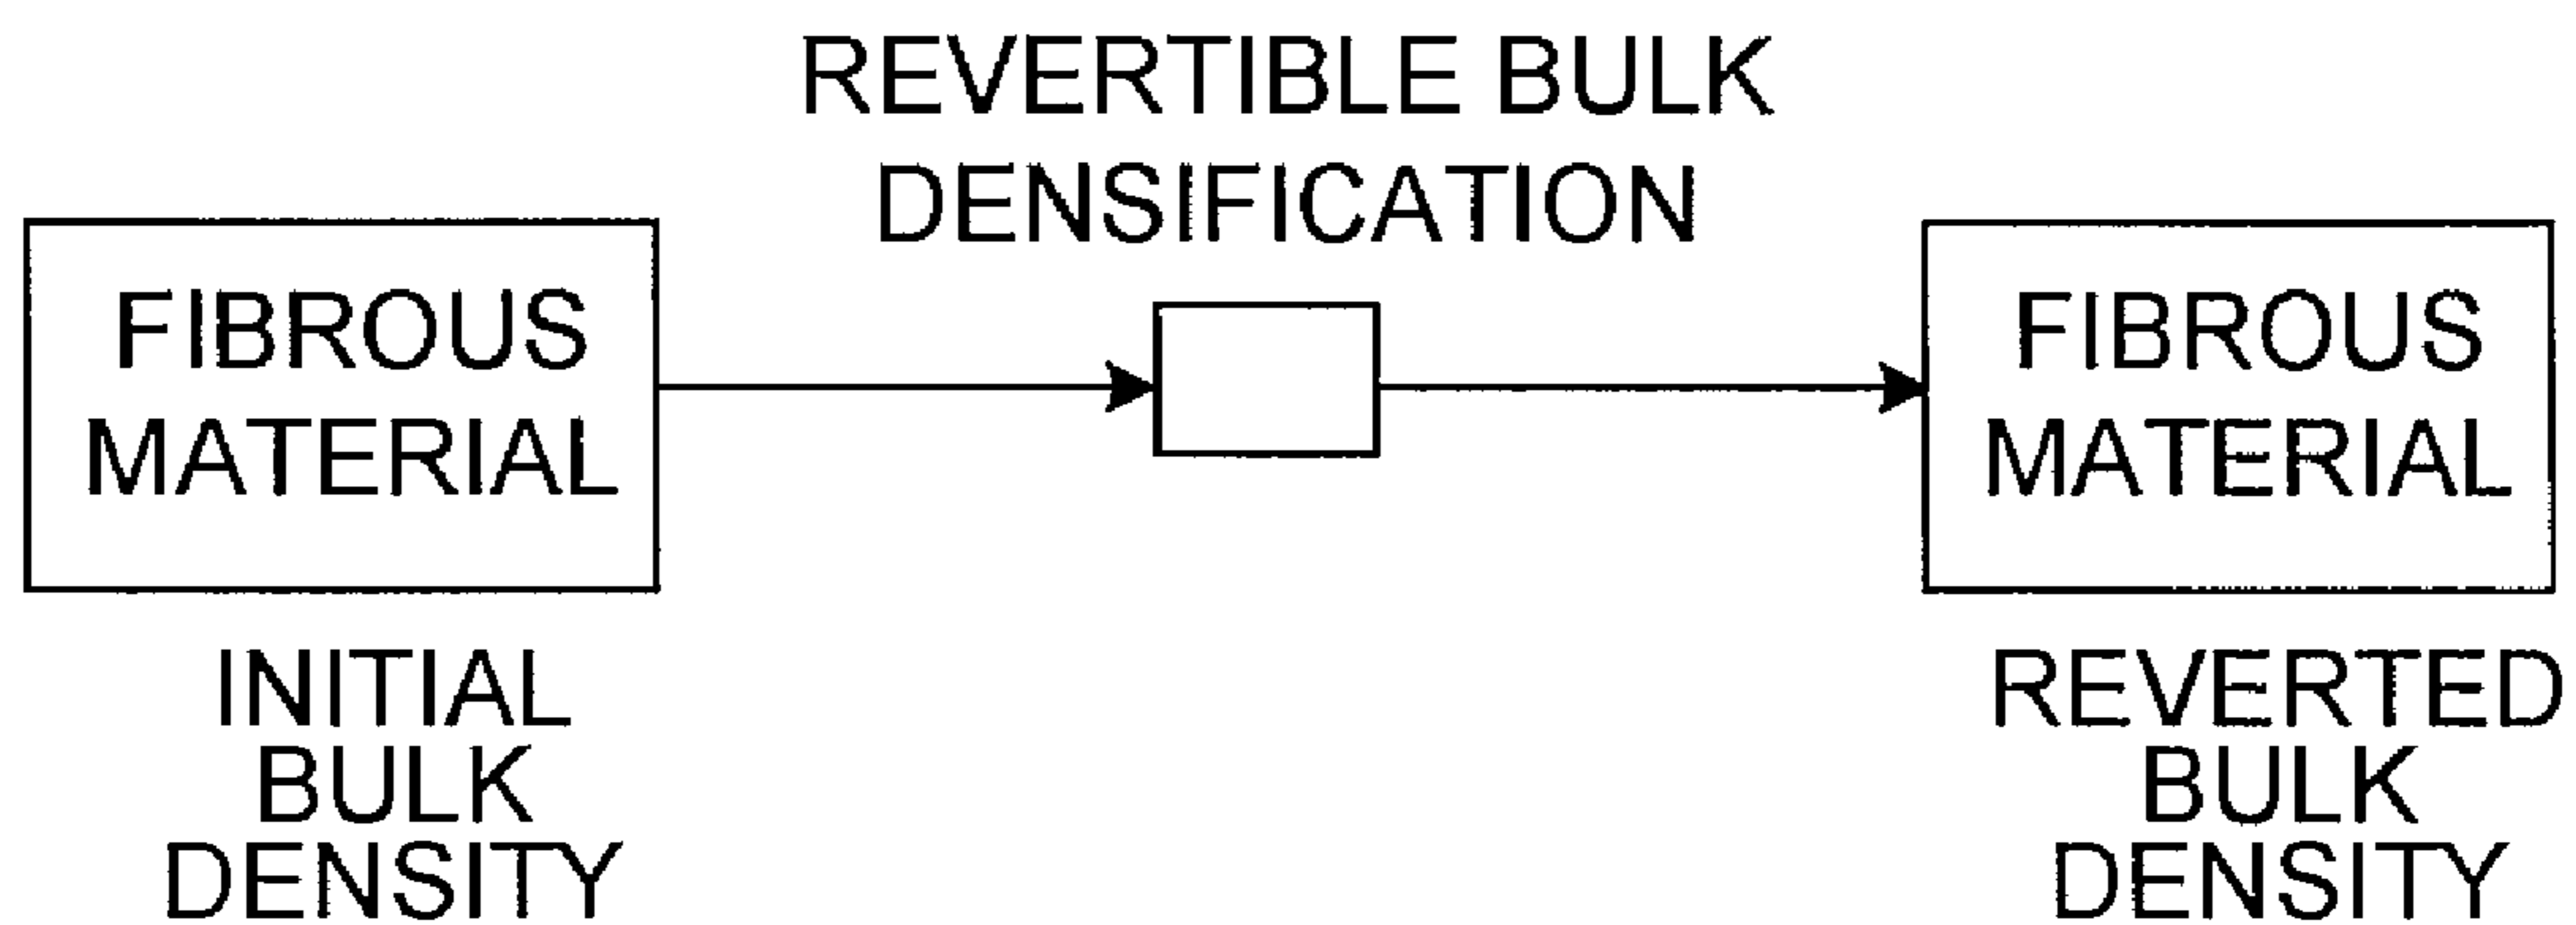 REVERTIBLE BULK
DENSIFICATION
FIBROUS
MATERIAL
INITIAL
BULK
DENSITY
FIBROUS
MATERIAL
REVERTED
BULK
DENSITY